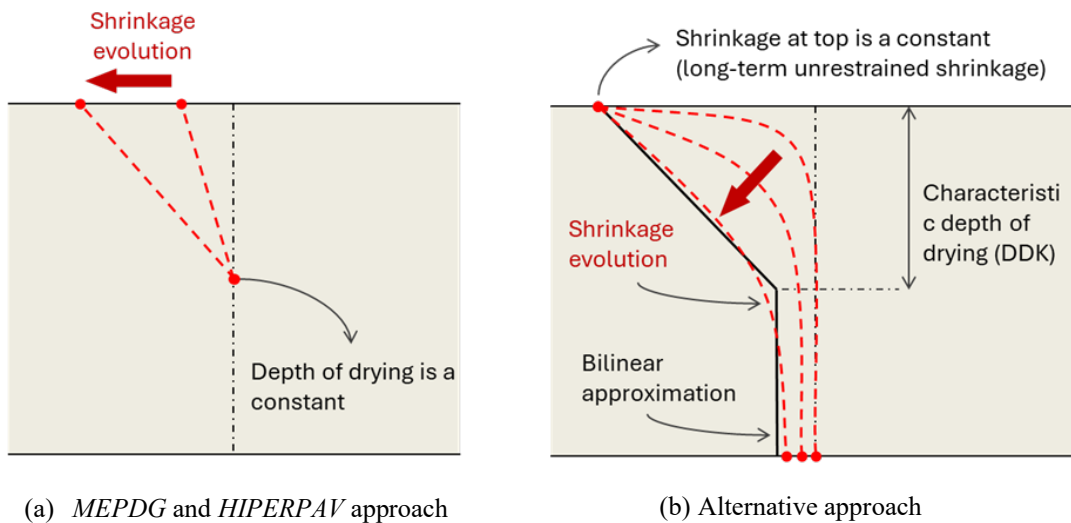 Shrinkage
evolution
Depth of drying is a
constant
(a) MEPDG and HIPERPAV approach
Shrinkage at top is a constant
(long-term unrestrained shrinkage)
Characteristi
c depth of
drying (DDK)
Shrinkage
evolution
Bilinear
approximation
(b) Alternative approach